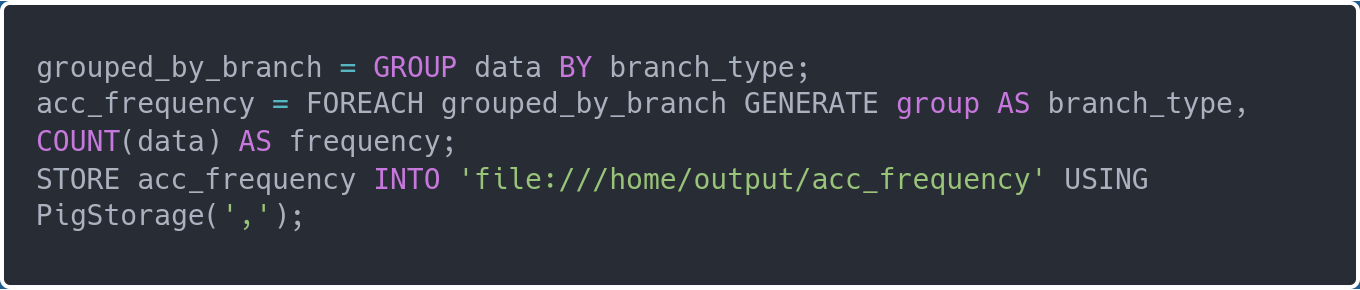 grouped_by_branch = GROUP data BY branch_type;
acc_frequency = FOREACH grouped_by_branch GENERATE group AS branch_type,
COUNT(data) AS frequency;
STORE acc_frequency INTO 'file:///home/output/acc_frequency' USING
PigStorage(',');